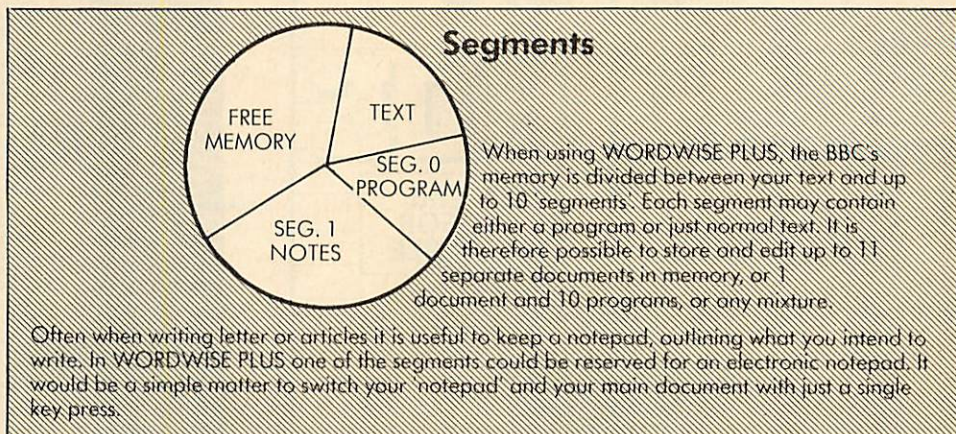 Segments
FREE
MEMORY
TEXT
SEG. 0
PROGRAM
SEG. 1
NOTES
When using WORDWISE PLUS, the BBC's
memory is divided between your text and up
to 10 'segments'. Each segment may contain
either a program or just normal text. It is
therefore possible to store and edit up to 11
separate documents in memory, or 1
document and 10 programs, or any mixture.
Often when writing letter or articles it is useful to keep a notepad, outlining what you intend to
write. In WORDWISE PLUS one of the segments could be reserved for an electronic notepad. It
would be a simple matter to switch your 'notepad' and your main document with just a single
key press.